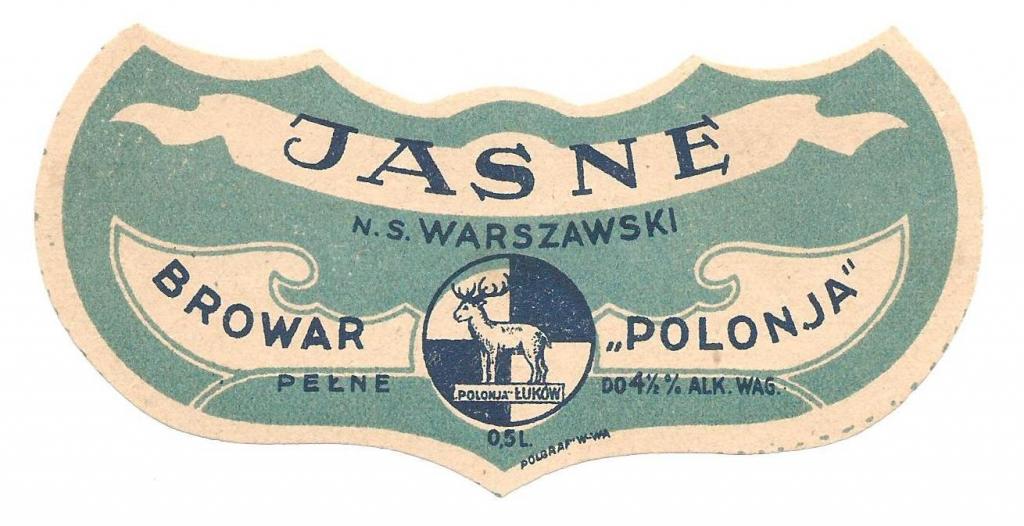 JASNE
N.S. WARSZAWSKI
BROWAR „POLONJA"
PEŁNE
DO 4½% ALK. WAG.
„POLONJA" ŁUKÓW
0,5 L.
"POLGRAF" W-WA